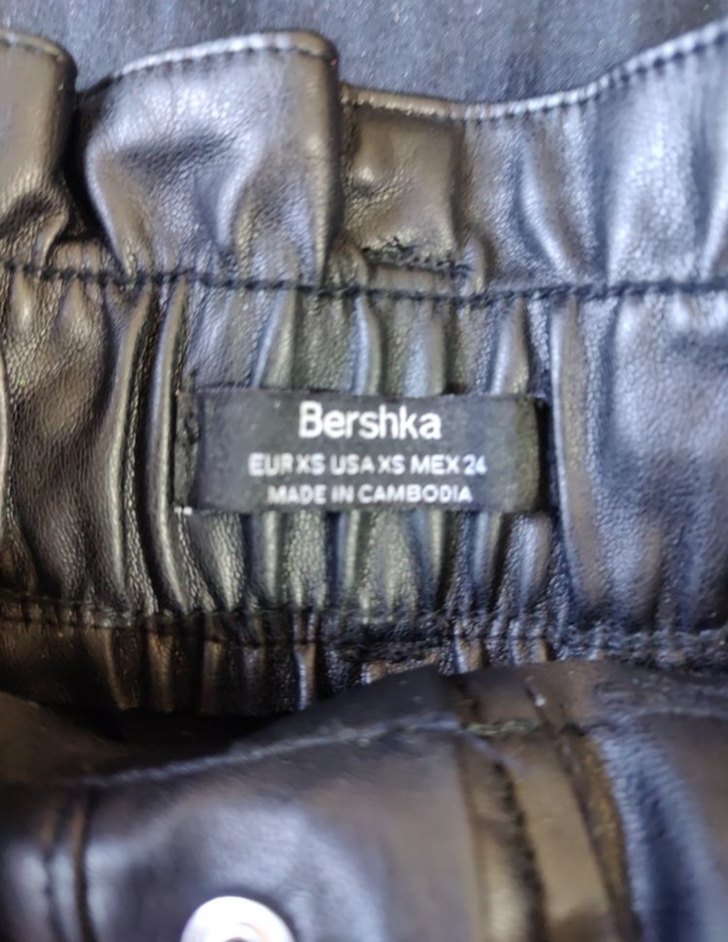 Bershka
EUR XS USA XS MEX 24
MADE IN CAMBODIA